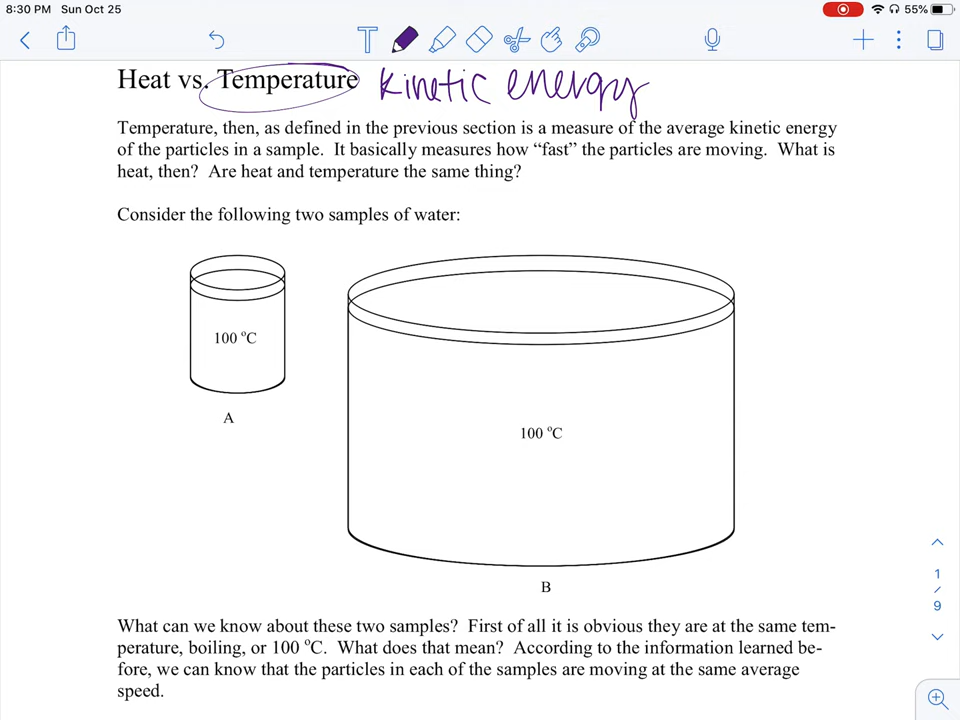 8:30 PM Sun Oct 25
55%
T
Heat vs. Temperature kinetic energy
Temperature, then, as defined in the previous section is a measure of the average kinetic energy
of the particles in a sample. It basically measures how “fast” the particles are moving. What is
heat, then? Are heat and temperature the same thing?
Consider the following two samples of water:
100 °C
A
100 °C
B
1
/
9
What can we know about these two samples? First of all it is obvious they are at the same tem-
perature, boiling, or 100 °C. What does that mean? According to the information learned be-
fore, we can know that the particles in each of the samples are moving at the same average
speed.